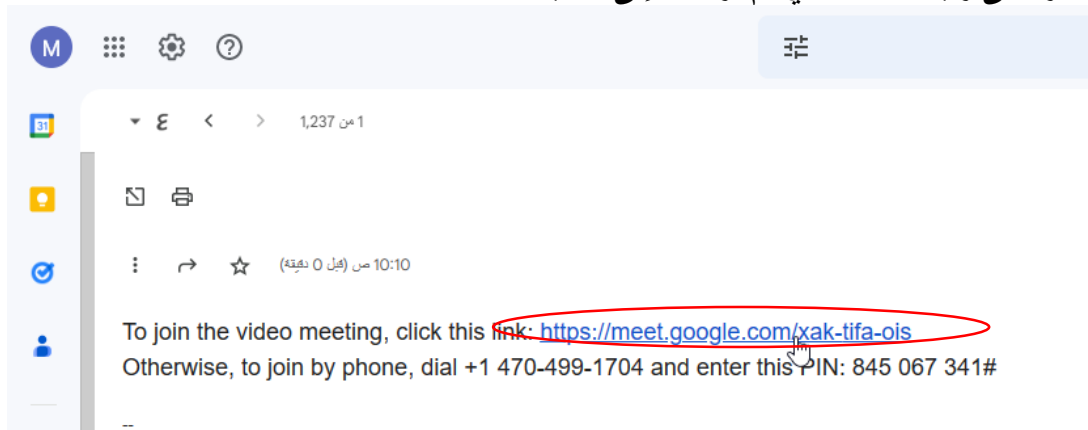 M
31
ع
1 من 1,237
10:10 ص (قبل 0 دقيقة)
To join the video meeting, click this link: https://meet.google.com/xak-tifa-ois
Otherwise, to join by phone, dial +1 470-499-1704 and enter this PIN: 845 067 341#
--